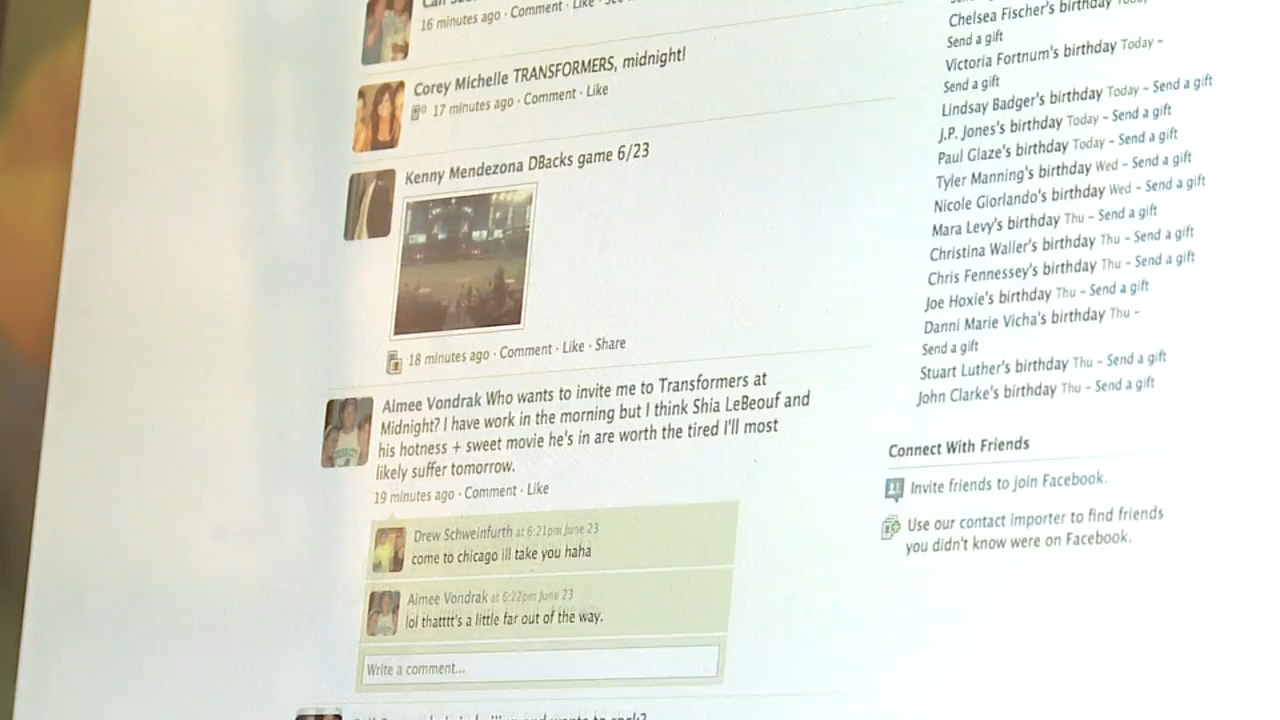 16 minutes ago · Comment · Like ·
Corey Michelle TRANSFORMERS, midnight!
17 minutes ago · Comment · Like
Kenny Mendezona DBacks game 6/23
18 minutes ago · Comment · Like · Share
Aimee Vondrak Who wants to invite me to Transformers at
Midnight? I have work in the morning but I think Shia LeBeouf and
his hotness + sweet movie he's in are worth the tired I'll most
likely suffer tomorrow.
19 minutes ago · Comment · Like
Drew Schweinfurth at 6:21pm June 23
come to chicago ill take you haha
Aimee Vondrak at 6:22pm June 23
lol thatttt's a little far out of the way.
Write a comment...
and wants to
Chelsea Fischer's birthday Today
Send a gift
Victoria Fortnum's birthday Today –
Send a gift
Lindsay Badger's birthday Today – Send a gift
J.P. Jones's birthday Today – Send a gift
Paul Glaze's birthday Today – Send a gift
Tyler Manning's birthday Wed – Send a gift
Nicole Giorlando's birthday Wed – Send a gift
Mara Levy's birthday Thu – Send a gift
Christina Waller's birthday Thu – Send a gift
Chris Fennessey's birthday Thu – Send a gift
Joe Hoxie's birthday Thu – Send a gift
Danni Marie Vicha's birthday Thu –
Send a gift
Stuart Luther's birthday Thu – Send a gift
John Clarke's birthday Thu – Send a gift
Connect With Friends
Invite friends to join Facebook.
Use our contact importer to find friends
you didn't know were on Facebook.